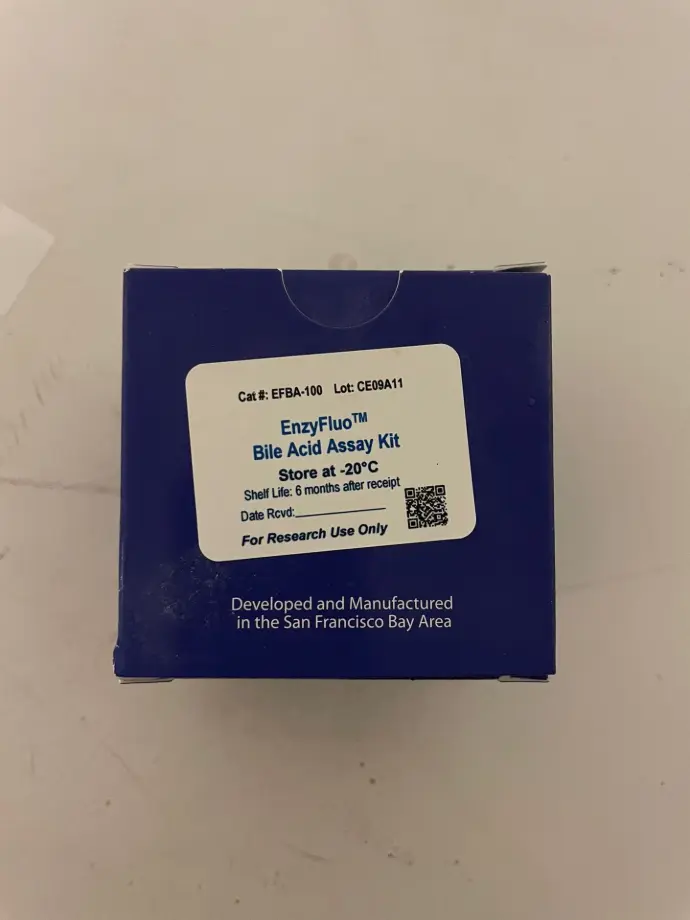 Cat #: EFBA-100 Lot: CE09A11
EnzyFluo™
Bile Acid Assay Kit
Store at -20°C
Shelf Life: 6 months after receipt
Date Rcvd:______________
For Research Use Only
Developed and Manufactured
in the San Francisco Bay Area